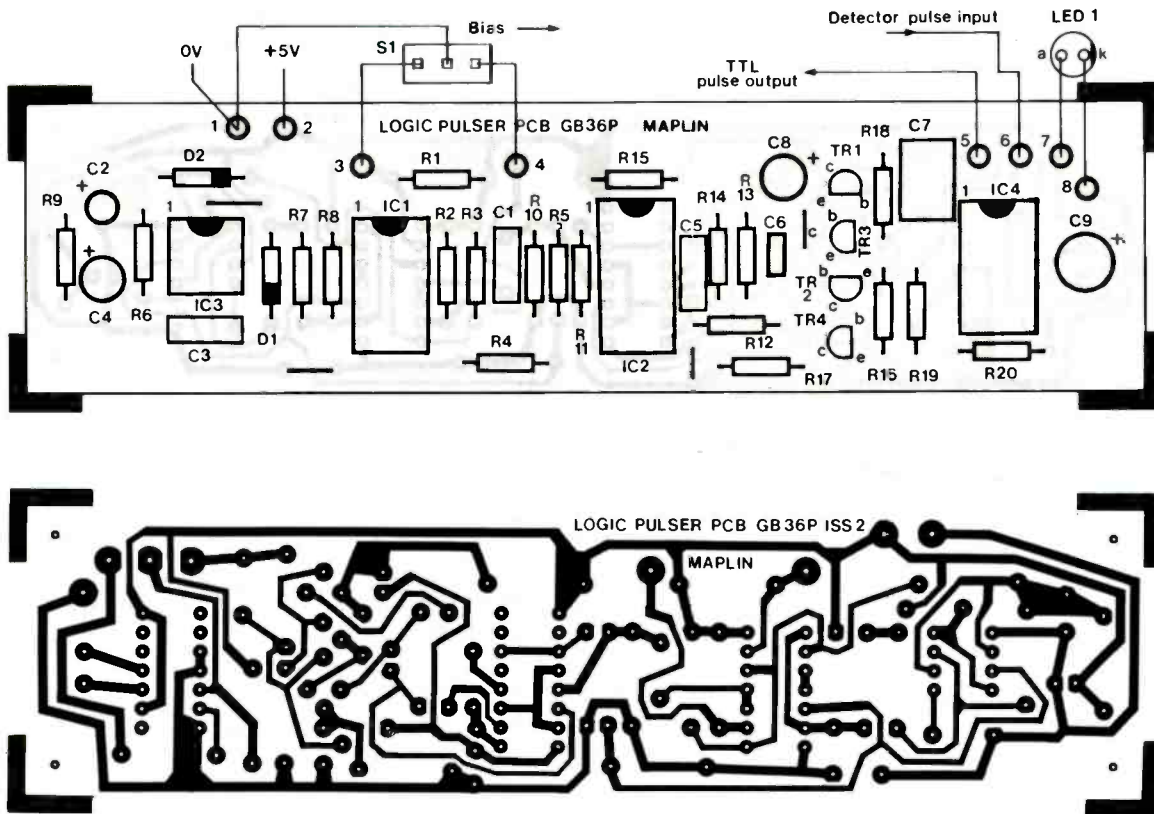 Detector pulse input
LED 1
Bias
0V
+5V
S1
TTL
pulse output
a
k
1
2
LOGIC PULSER PCB GB36P MAPLIN
3
4
5
6
7
8
C2
+
D2
R9
R1
R15
C8
+
TR1
c
e
b
R18
C7
1
IC4
R7
R8
1
IC1
R2
R3
C1
R
10
R5
1
R14
R
13
C6
C5
b
c
e
TR3
C9
+
+
C4
R6
IC3
1
C3
D1
R4
R
11
IC2
R12
R17
b
e
TR
2
c
TR4
b
c
e
R15
R19
R20
LOGIC PULSER PCB GB36P ISS2
MAPLIN